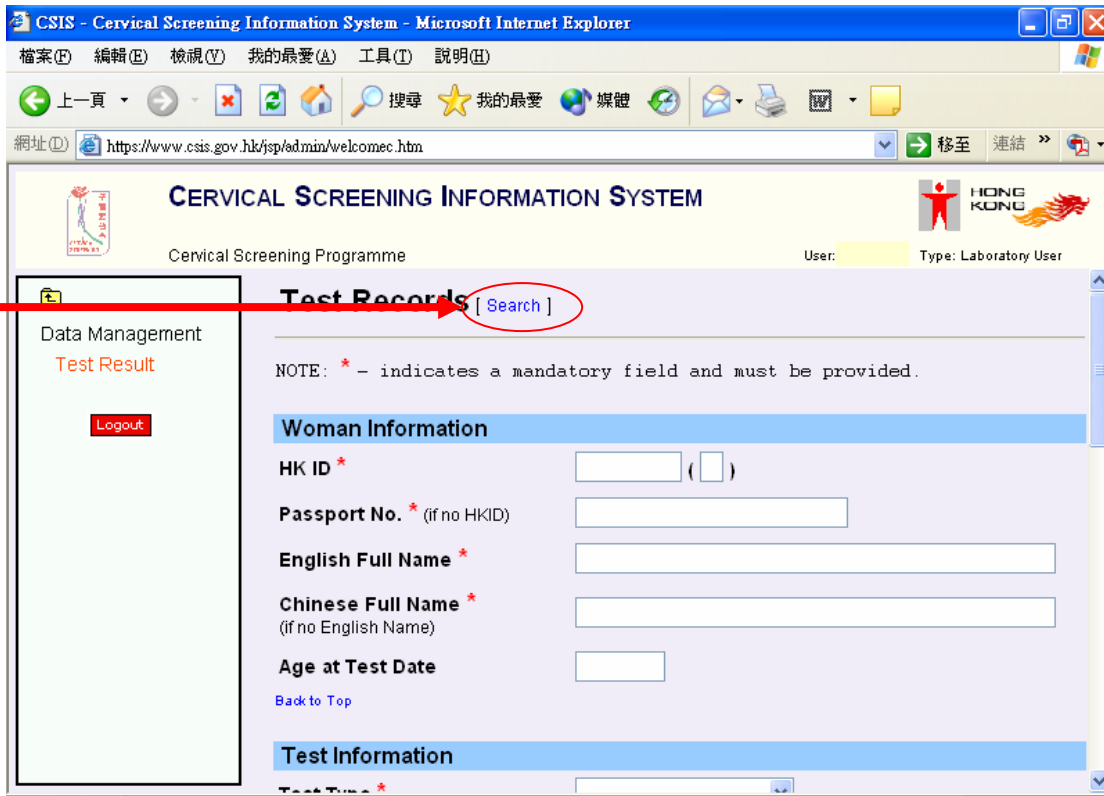 CSIS - Cervical Screening Information System - Microsoft Internet Explorer
檔案(F) 編輯(E) 檢視(V) 我的最愛(A) 工具(T) 說明(H)
上一頁 搜尋 我的最愛 媒體
網址(D) https://www.csis.gov.hk/jsp/admin/welcomec.htm 移至 連結 »
CERVICAL SCREENING INFORMATION SYSTEM
HONG KONG
Cervical Screening Programme User: Type: Laboratory User
Test Records [ Search ]
Data Management
Test Result
Logout
NOTE: * - indicates a mandatory field and must be provided.
Woman Information
HK ID * ( )
Passport No. * (if no HKID)
English Full Name *
Chinese Full Name *
(if no English Name)
Age at Test Date
Back to Top
Test Information
Test Type *